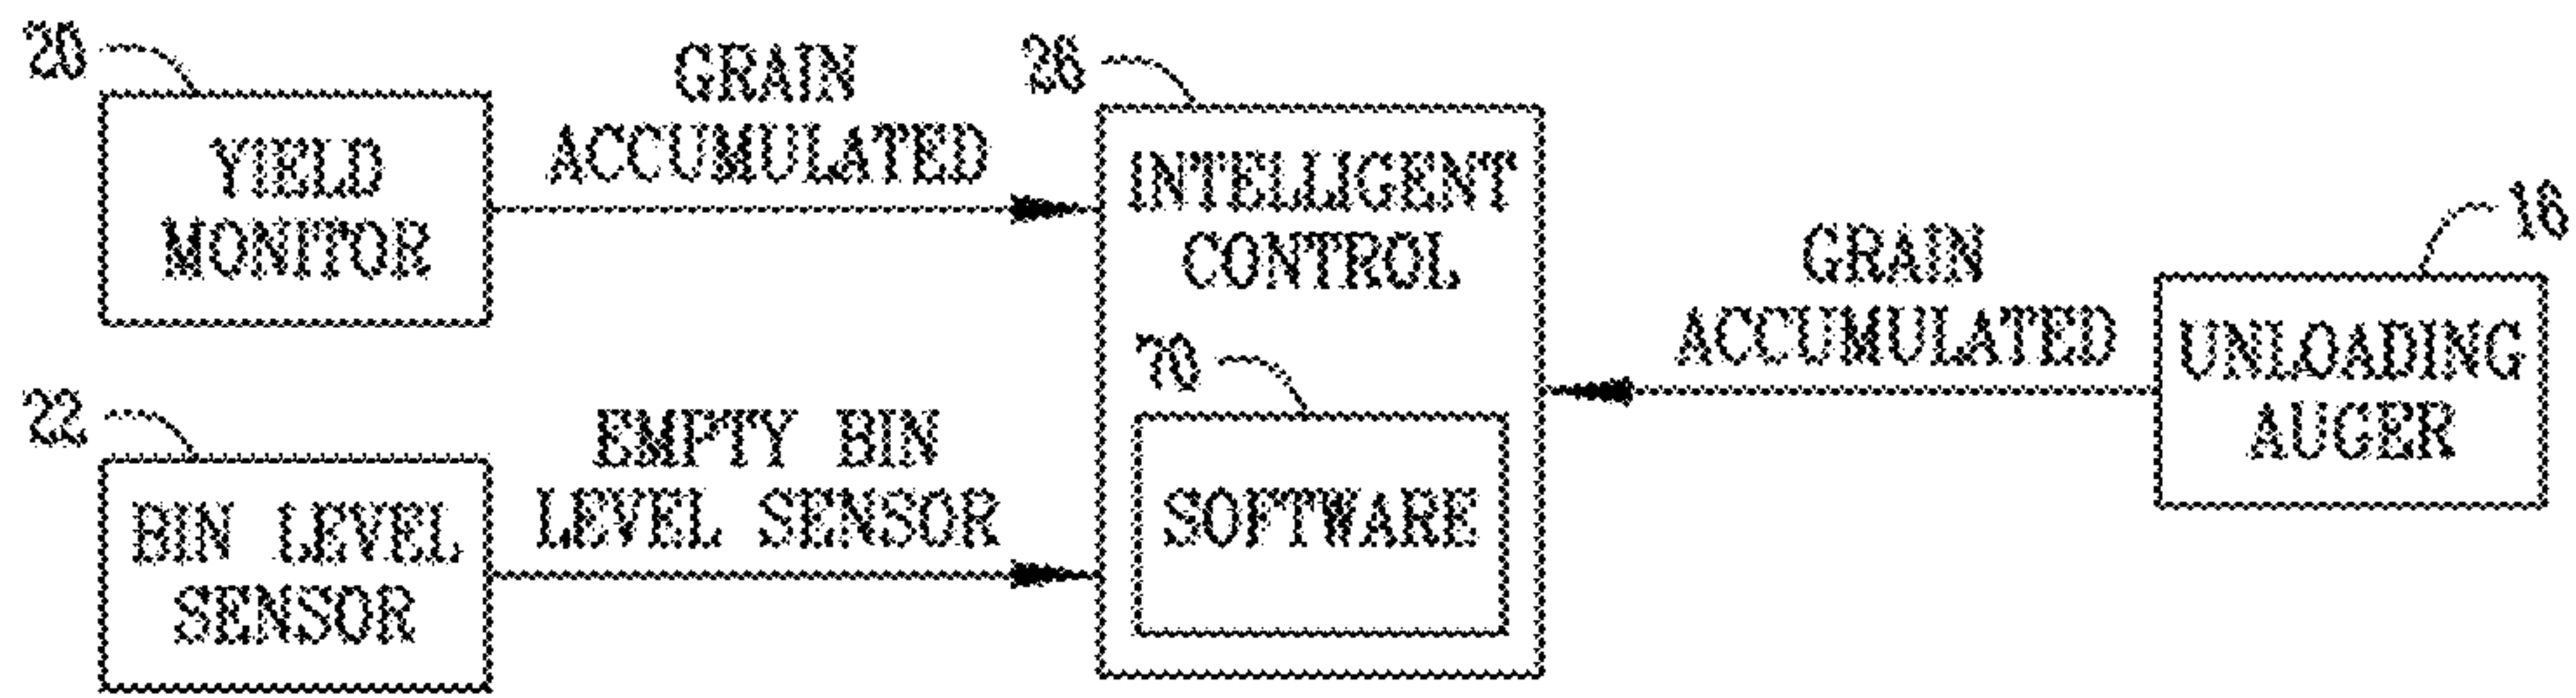 20
YIELD
MONITOR
GRAIN
ACCUMULATED
22
BIN LEVEL
SENSOR
EMPTY BIN
LEVEL SENSOR
26
INTELLIGENT
CONTROL
70
SOFTWARE
GRAIN
ACCUMULATED
16
UNLOADING
AUGER